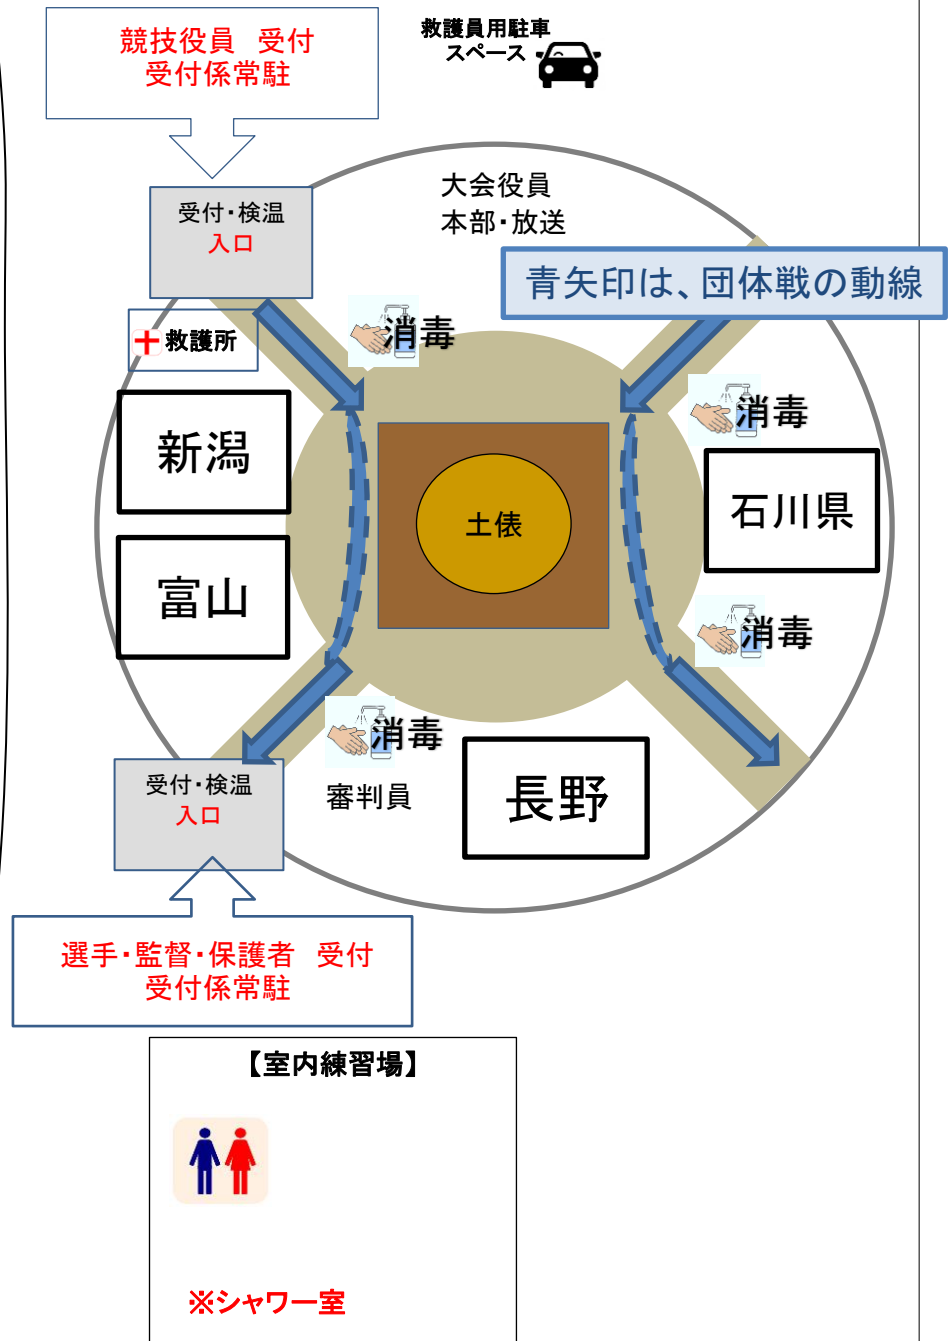 競技役員　受付
受付係常駐
救護員用駐車
スペース
大会役員
本部・放送
受付・検温
入口
青矢印は、団体戦の動線
消毒
救護所
消毒
新潟
石川県
土俵
富山
消毒
消毒
審判員
長野
受付・検温
入口
選手・監督・保護者　受付
受付係常駐
【室内練習場】
※シャワー室